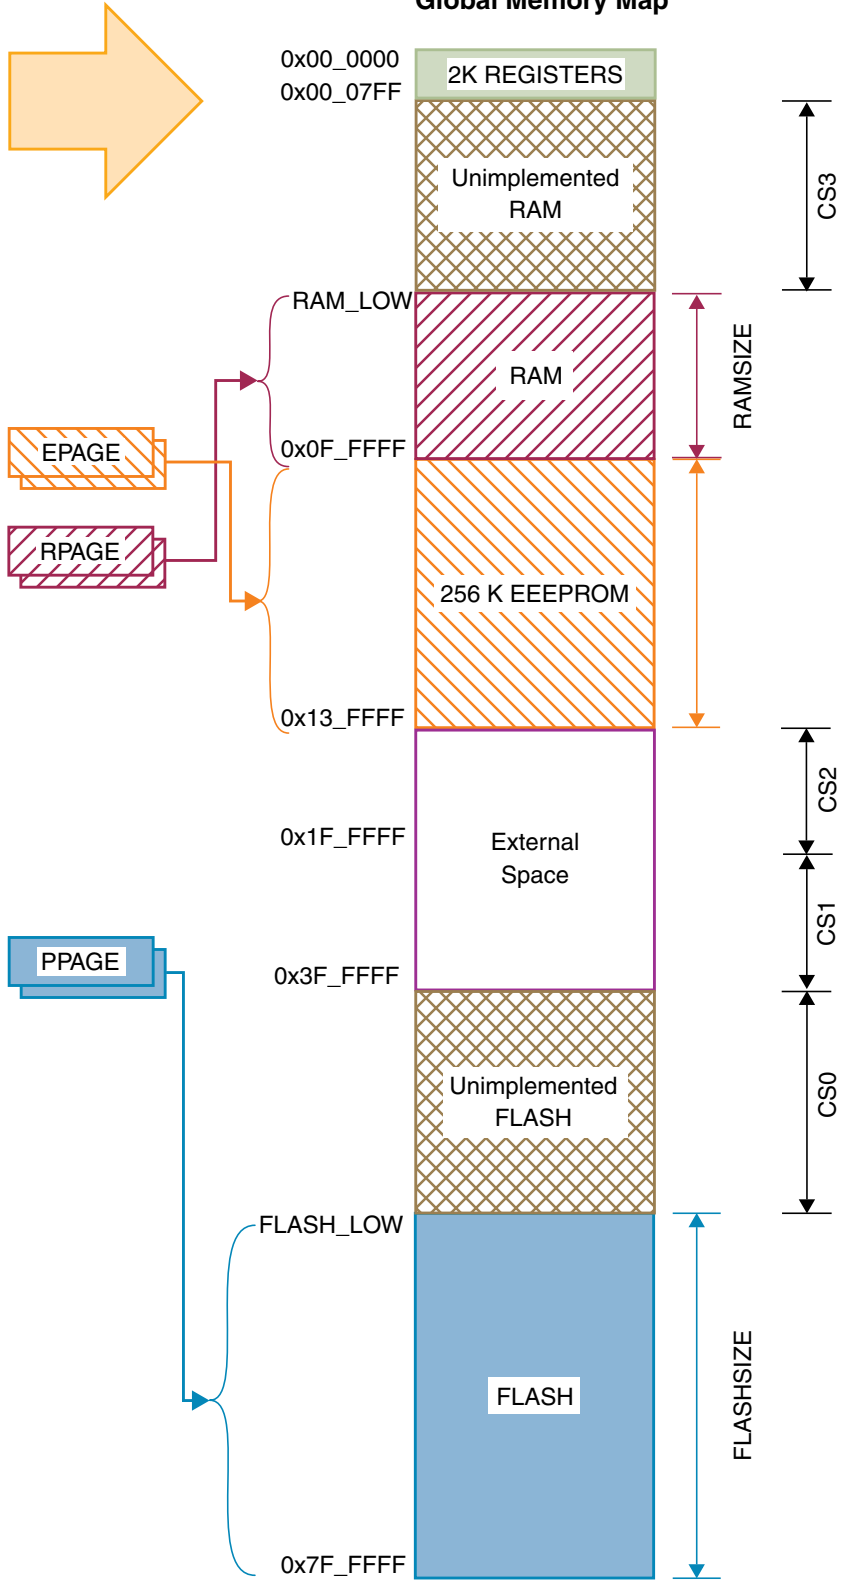 Global Memory Map
0x00_0000
2K REGISTERS
0x00_07FF
Unimplemented
RAM
CS3
RAM_LOW
RAM
RAMSIZE
0x0F_FFFF
EPAGE
RPAGE
256 K EEEPROM
0x13_FFFF
CS2
0x1F_FFFF
External
Space
CS1
PPAGE
0x3F_FFFF
Unimplemented
FLASH
CS0
FLASH_LOW
FLASH
FLASHSIZE
0x7F_FFFF